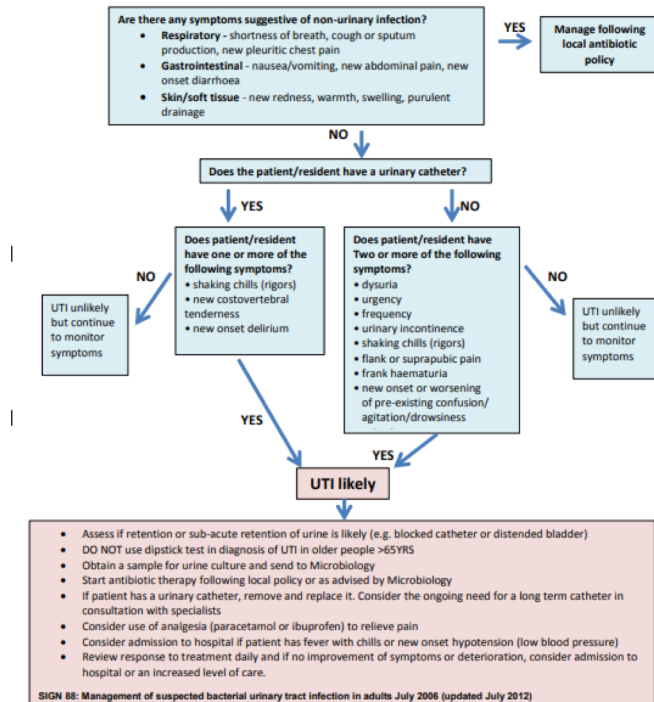 Are there any symptoms suggestive of non-urinary infection?
• Respiratory - shortness of breath, cough or sputum
production, new pleuritic chest pain
• Gastrointestinal - nausea/vomiting, new abdominal pain, new
onset diarrhoea
• Skin/soft tissue - new redness, warmth, swelling, purulent
drainage
YES
Manage following
local antibiotic
policy
NO
Does the patient/resident have a urinary catheter?
YES
NO
Does patient/resident
have one or more of the
following symptoms?
• shaking chills (rigors)
• new costovertebral
tenderness
• new onset delirium
Does patient/resident have
Two or more of the following
symptoms?
• dysuria
• urgency
• frequency
• urinary incontinence
• shaking chills (rigors)
• flank or suprapubic pain
• frank haematuria
• new onset or worsening
of pre-existing confusion/
agitation/drowsiness
NO
UTI unlikely
but continue
to monitor
symptoms
NO
UTI unlikely
but continue
to monitor
symptoms
YES
YES
UTI likely
• Assess if retention or sub-acute retention of urine is likely (e.g. blocked catheter or distended bladder)
• DO NOT use dipstick test in diagnosis of UTI in older people >65YRS
• Obtain a sample for urine culture and send to Microbiology
• Start antibiotic therapy following local policy or as advised by Microbiology
• If patient has a urinary catheter, remove and replace it. Consider the ongoing need for a long term catheter in
consultation with specialists
• Consider use of analgesia (paracetamol or ibuprofen) to relieve pain
• Consider admission to hospital if patient has fever with chills or new onset hypotension (low blood pressure)
• Review response to treatment daily and if no improvement of symptoms or deterioration, consider admission to
hospital or an increased level of care.
SIGN 88: Management of suspected bacterial urinary tract infection in adults July 2006 (updated July 2012)